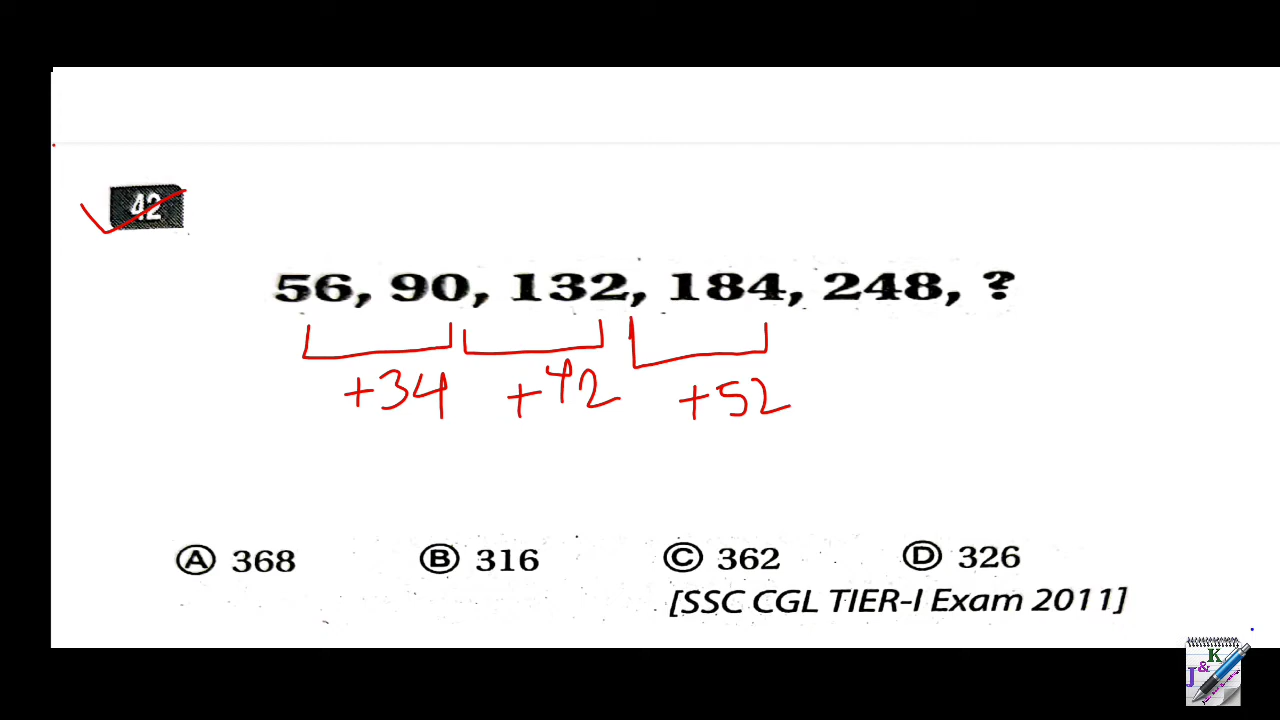 42
56, 90, 132, 184, 248, ?
+34 +42 +52
Ⓐ 368 Ⓑ 316 Ⓒ 362 Ⓓ 326
[SSC CGL TIER-I Exam 2011]
J & K